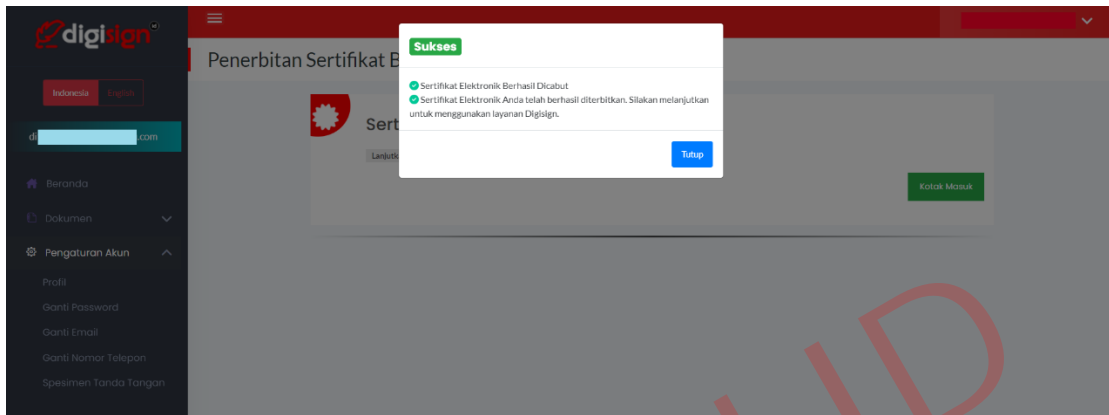 digisign®
Indonesia English
di .com
Beranda
Dokumen
Pengaturan Akun
Profil
Ganti Password
Ganti Email
Ganti Nomor Telepon
Spesimen Tanda Tangan
Penerbitan Sertifikat B
Sert
Lanjutk
Kotak Masuk
Sukses
Sertifikat Elektronik Berhasil Dicabut
Sertifikat Elektronik Anda telah berhasil diterbitkan. Silakan melanjutkan
untuk menggunakan layanan Digisign.
Tutup